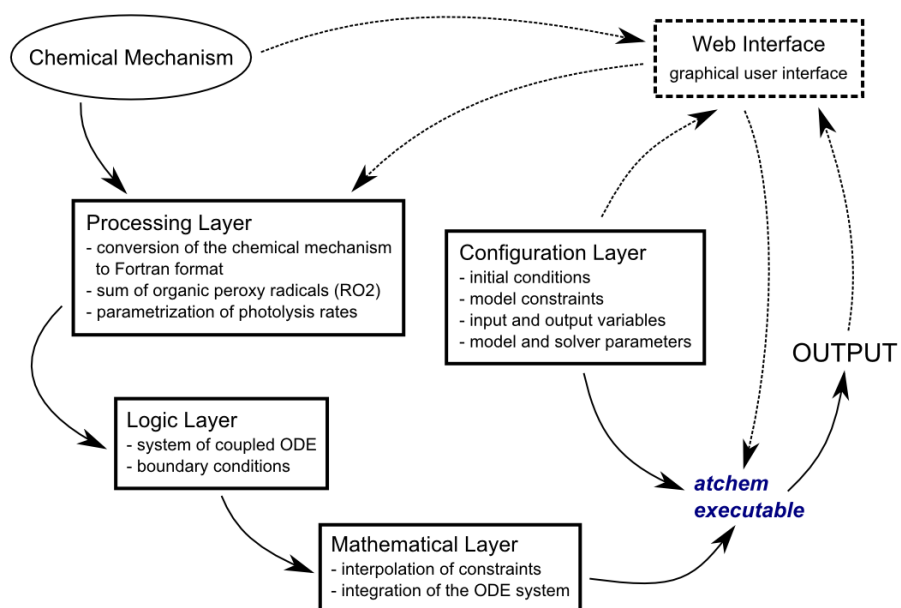 Chemical Mechanism
Web Interface
graphical user interface
Processing Layer
- conversion of the chemical mechanism
to Fortran format
- sum of organic peroxy radicals (RO2)
- parametrization of photolysis rates
Configuration Layer
- initial conditions
- model constraints
- input and output variables
- model and solver parameters
OUTPUT
Logic Layer
- system of coupled ODE
- boundary conditions
atchem
executable
Mathematical Layer
- interpolation of constraints
- integration of the ODE system